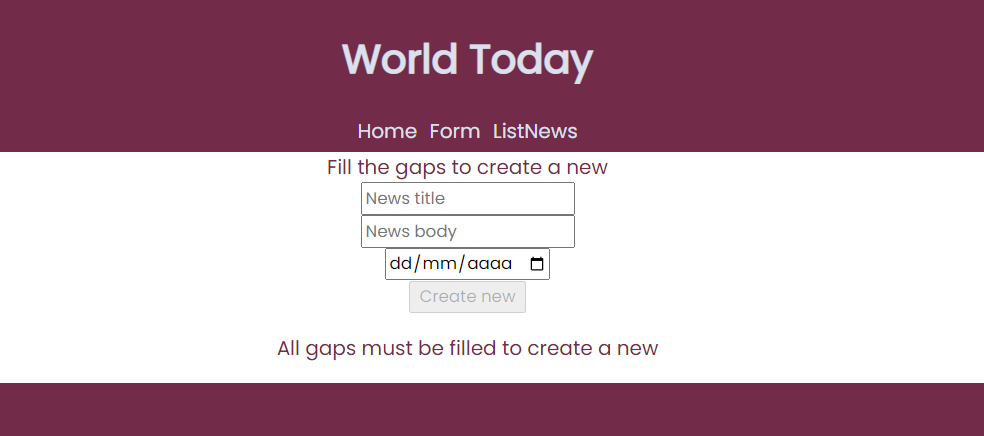 World Today
Home Form ListNews
Fill the gaps to create a new
News title
News body
dd/mm/aaaa
Create new
All gaps must be filled to create a new